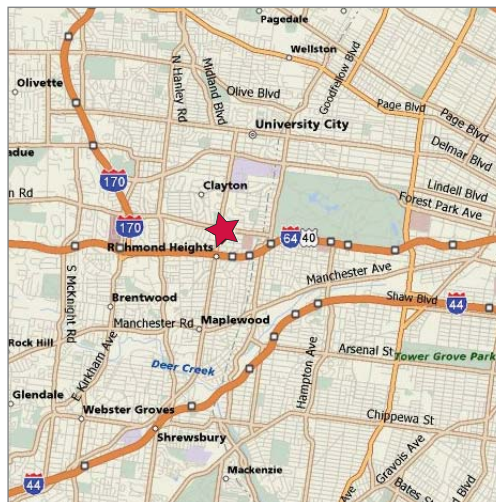 Pagedale
Wellston
Olivette
N Hanley Rd
Midland Blvd
Goodfellow Blvd
Olive Blvd
Page Blvd
Page Blvd
University City
Delmar Blvd
adue
170
Clayton
Lindell Blvd
n Rd
Forest Park Ave
170
64
40
Richmond Heights
Manchester Ave
S McKnight Rd
Brentwood
Shaw Blvd
44
Manchester Rd
Maplewood
Rock Hill
Arsenal St
Tower Grove Park
Deer Creek
E Kirkham Ave
Hampton Ave
Glendale
Webster Groves
Chippewa St
Shrewsbury
Gravois Ave
44
Mackenzie
Bates S
d Blvd